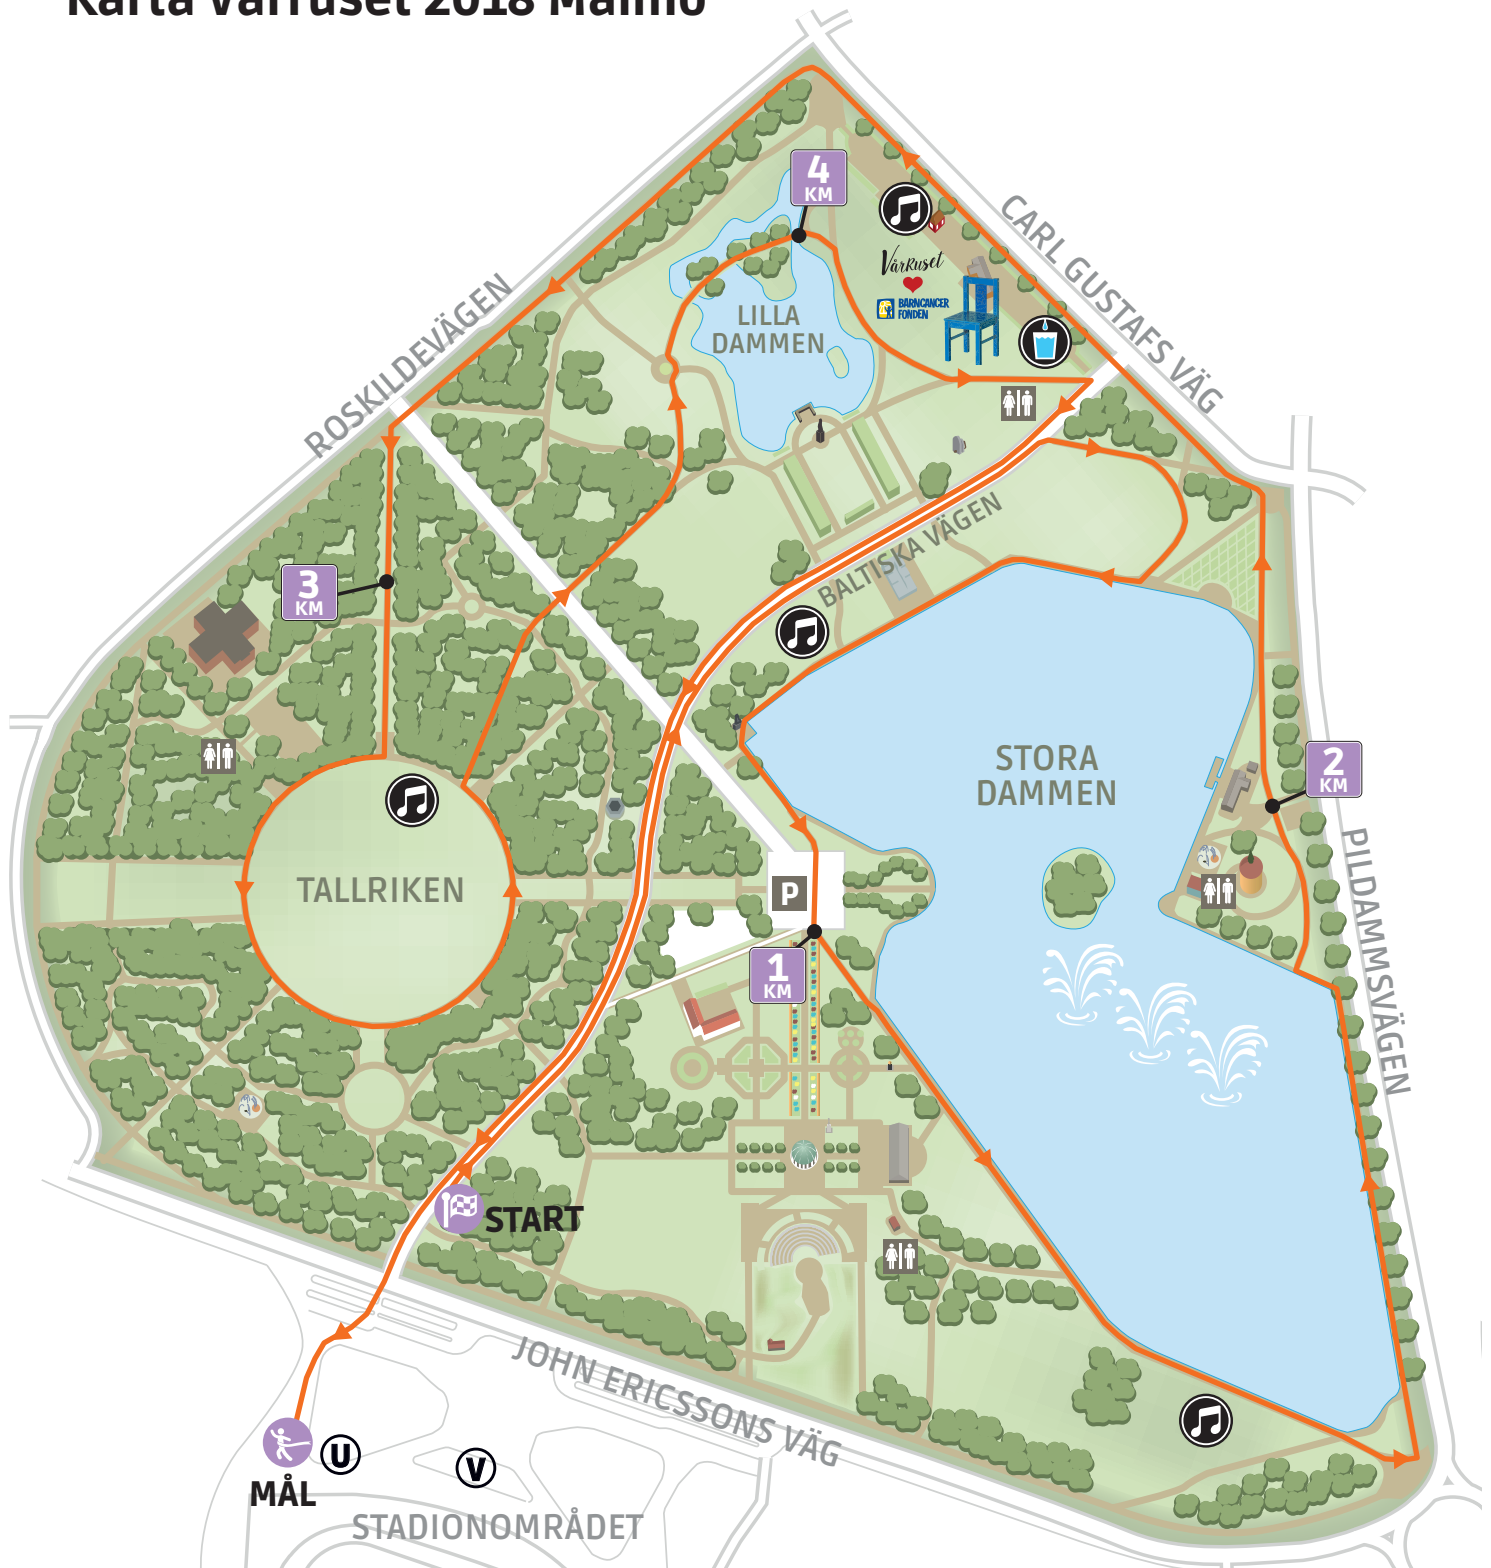 Karta Vårruset 2018 Malmö
4
KM
CARL GUSTAFS VÄG
Vårruset
BARNCANCER
FONDEN
LILLA
DAMMEN
ROSKILDEVÄGEN
3
KM
BALTISKA VÄGEN
STORA
DAMMEN
2
KM
TALLRIKEN
P
PILDAMMSVÄGEN
1
KM
START
JOHN ERICSSONS VÄG
U
V
MÅL
STADIONOMRÅDET